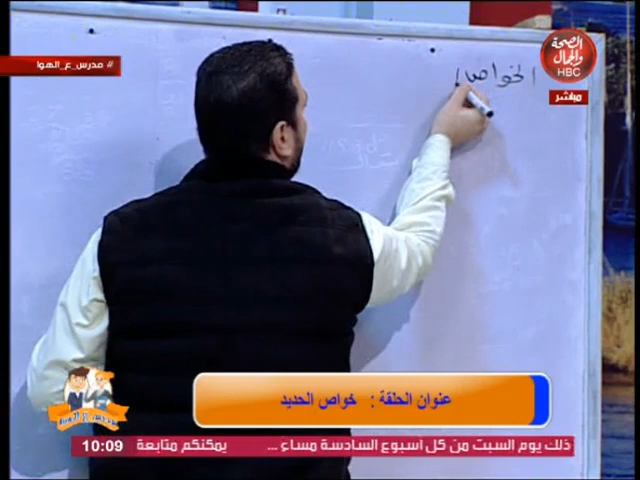 #مدرس_ع_الهوا
الصحة
والجمال
HBC
مباشر
الخواص
عنوان الحلقة : خواص الحديد
مدرس ع الهوا
10:09 ذلك يوم السبت من كل اسبوع السادسة مساء ... يمكنكم متابعة